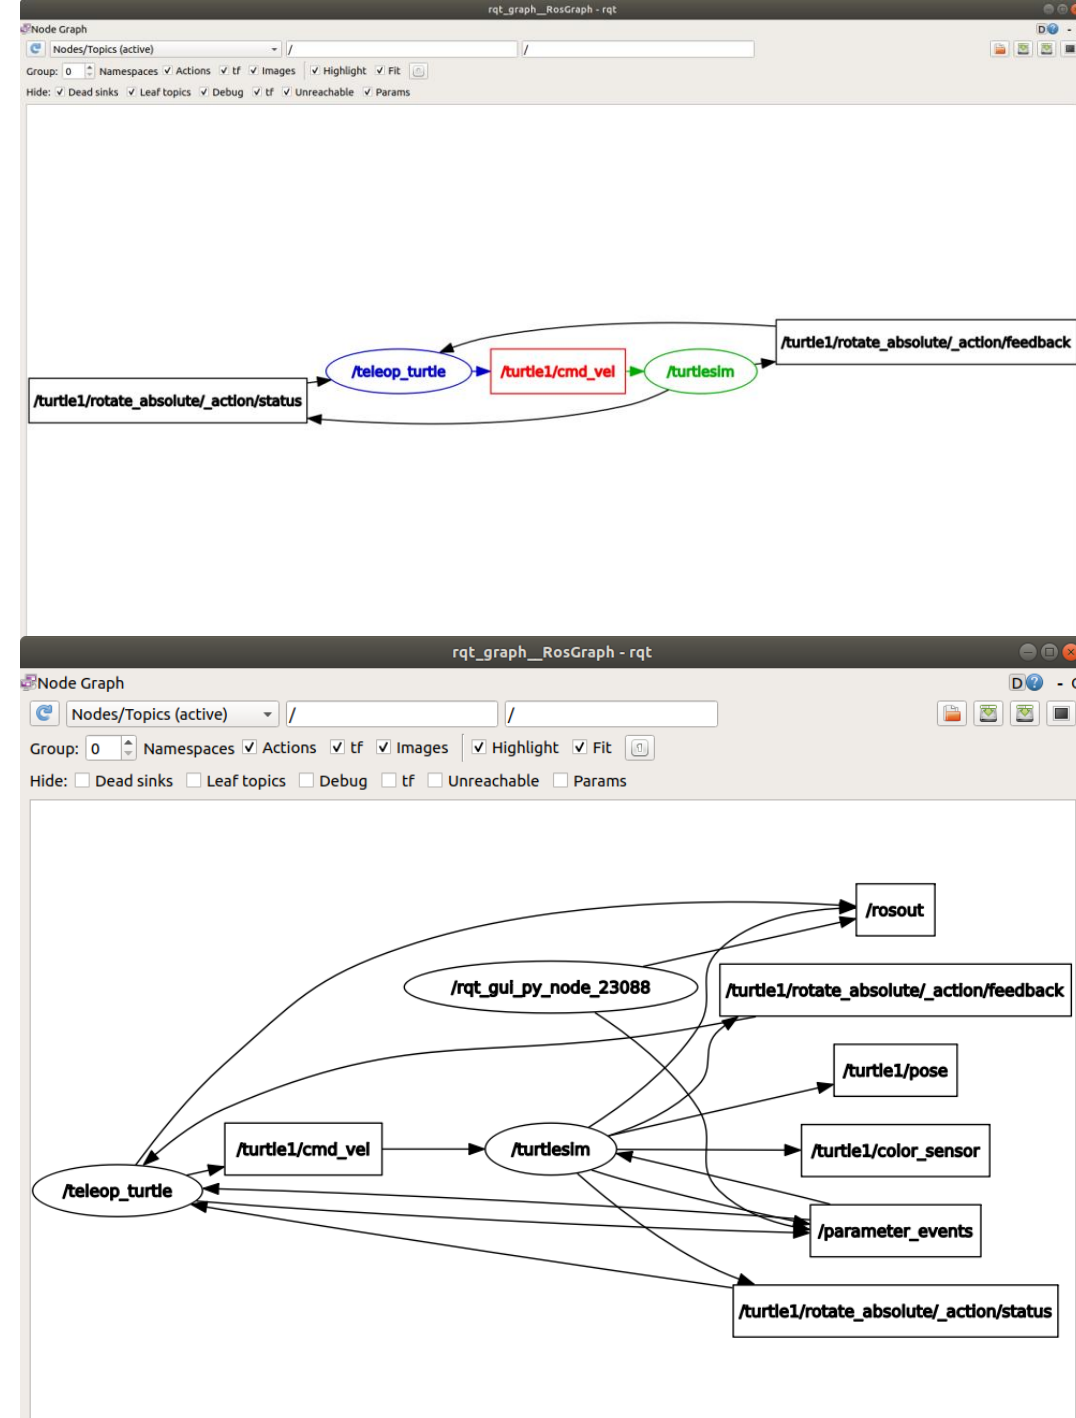 rqt_graph__RosGraph - rqt
Node Graph
D
-
Nodes/Topics (active)
/
/
Group: 0 Namespaces Actions tf Images Highlight Fit
Hide: Dead sinks Leaf topics Debug tf Unreachable Params
/turtle1/rotate_absolute/_action/feedback
/teleop_turtle
/turtle1/cmd_vel
/turtlesim
/turtle1/rotate_absolute/_action/status
rqt_graph__RosGraph - rqt
Node Graph
D
-
Nodes/Topics (active)
/
/
Group: 0 Namespaces Actions tf Images Highlight Fit
Hide: Dead sinks Leaf topics Debug tf Unreachable Params
/rosout
/rqt_gui_py_node_23088
/turtle1/rotate_absolute/_action/feedback
/turtle1/pose
/turtle1/cmd_vel
/turtlesim
/turtle1/color_sensor
/teleop_turtle
/parameter_events
/turtle1/rotate_absolute/_action/status